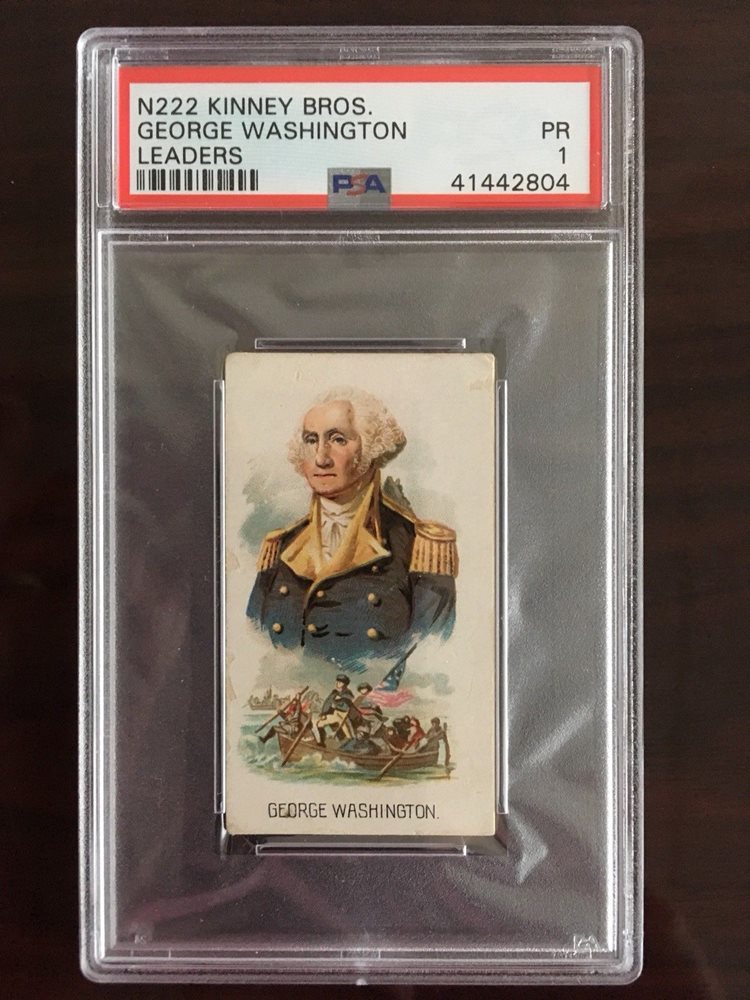 N222 KINNEY BROS.
GEORGE WASHINGTON PR
LEADERS 1
PSA 41442804
GEORGE WASHINGTON.